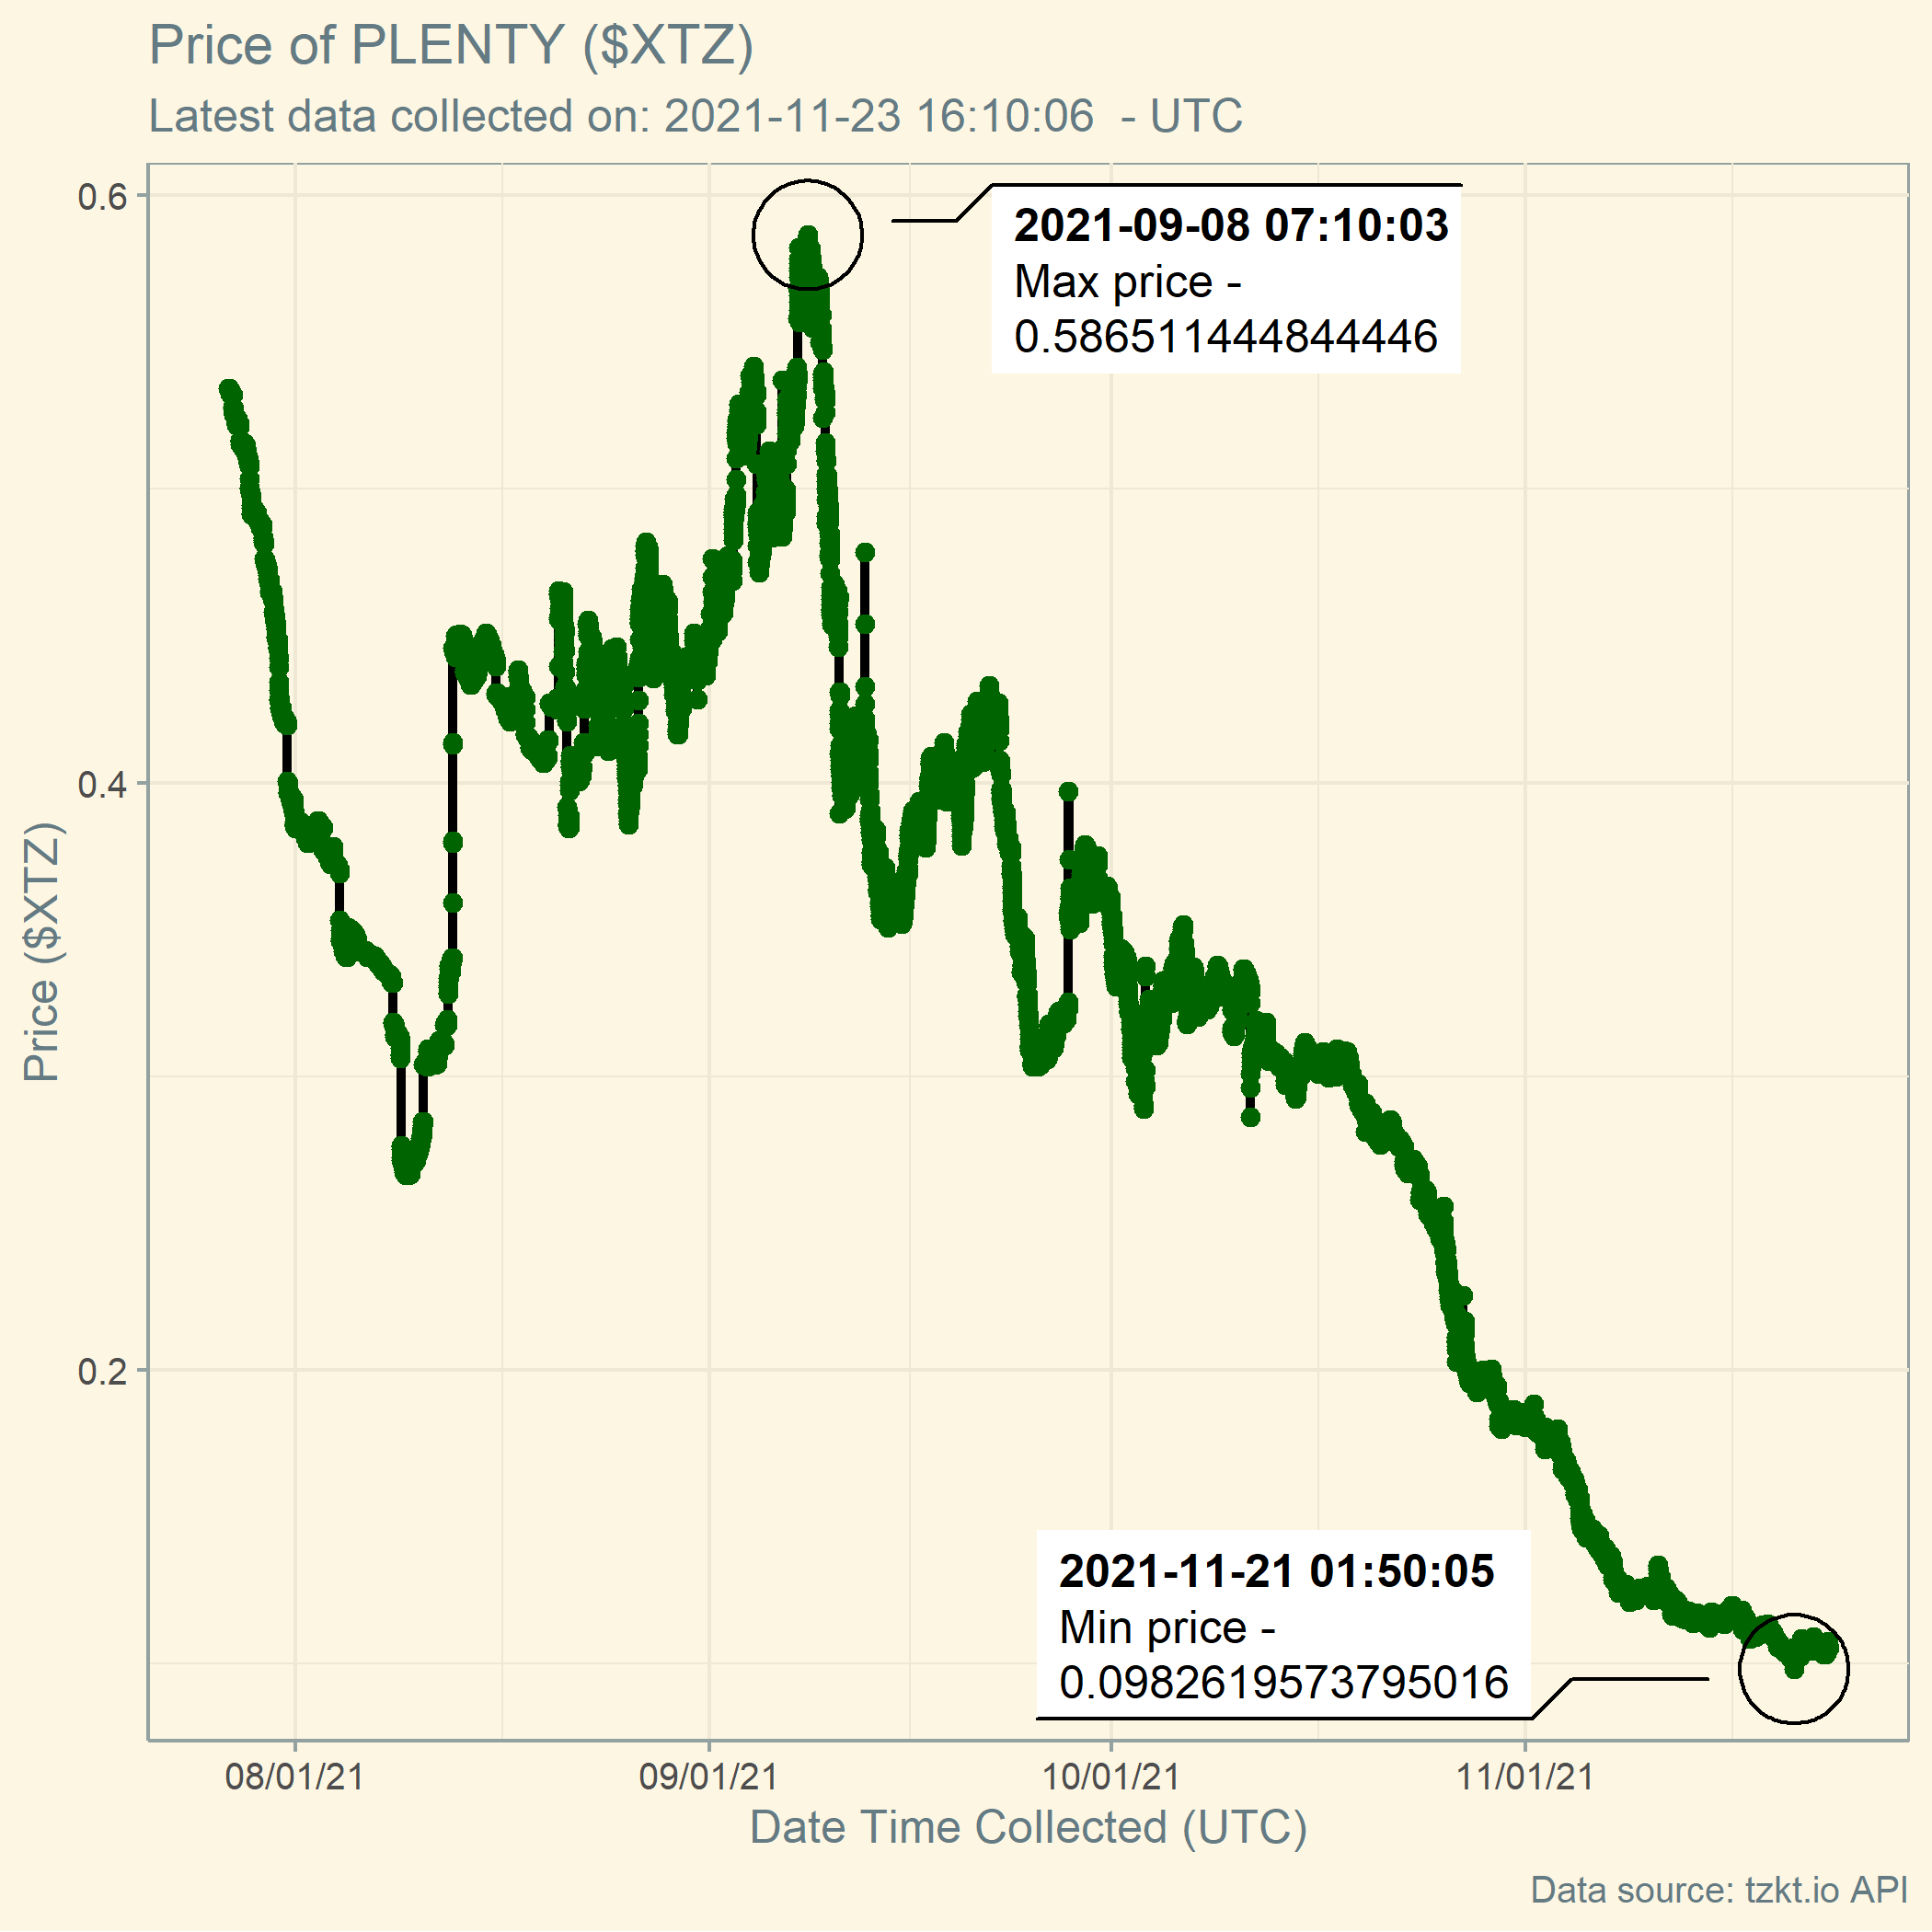 Price of PLENTY ($XTZ)
Latest data collected on: 2021-11-23 16:10:06  - UTC
0.6
0.4
0.2
Price ($XTZ)
2021-09-08 07:10:03
Max price -
0.586511444844446
2021-11-21 01:50:05
Min price -
0.0982619573795016
08/01/21
09/01/21
10/01/21
11/01/21
Date Time Collected (UTC)
Data source: tzkt.io API